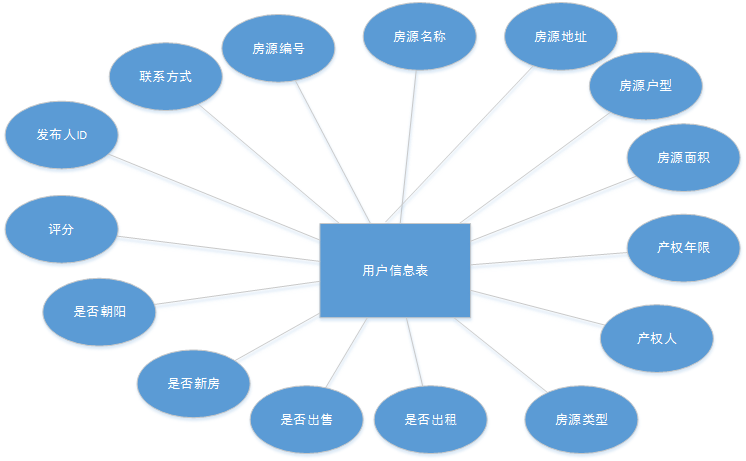 房源名称
房源地址
房源编号
联系方式
房源户型
发布人ID
房源面积
评分
产权年限
用户信息表
是否朝阳
产权人
是否新房
是否出售
是否出租
房源类型